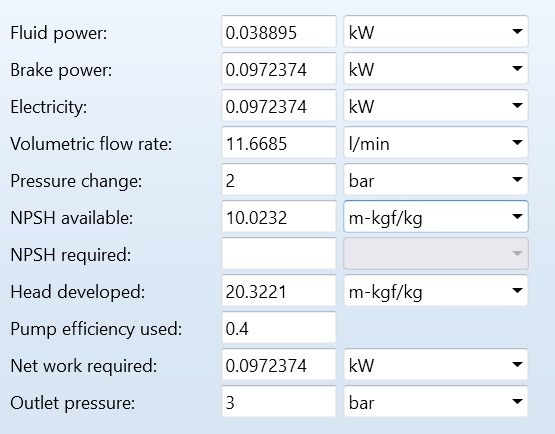 Fluid power: 0.038895 kW
Brake power: 0.0972374 kW
Electricity: 0.0972374 kW
Volumetric flow rate: 11.6685 l/min
Pressure change: 2 bar
NPSH available: 10.0232 m-kgf/kg
NPSH required:
Head developed: 20.3221 m-kgf/kg
Pump efficiency used: 0.4
Net work required: 0.0972374 kW
Outlet pressure: 3 bar